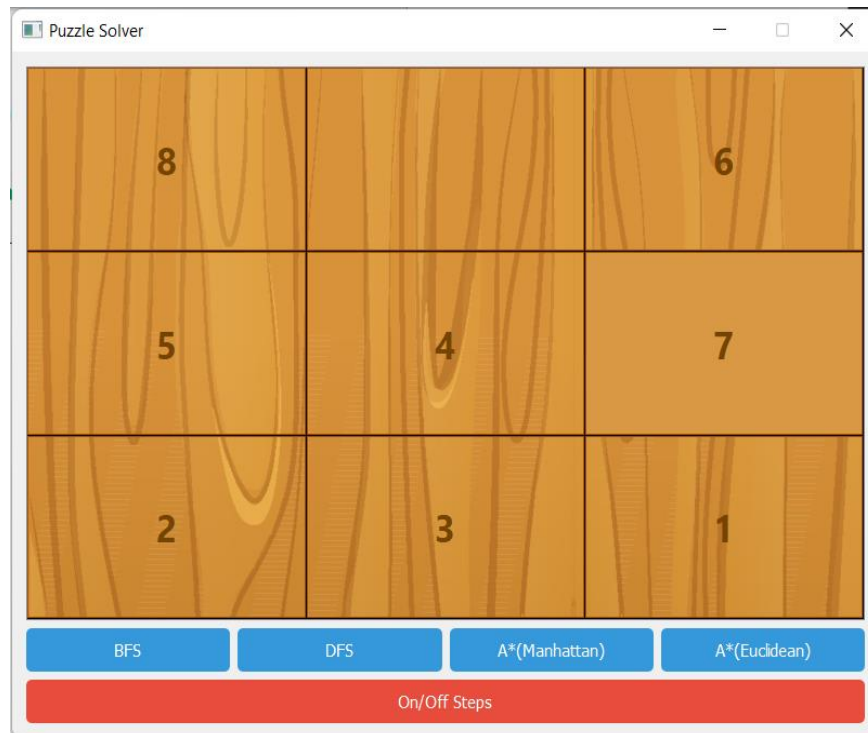 Puzzle Solver
8 6
5 4 7
2 3 1
BFS DFS A*(Manhattan) A*(Euclidean)
On/Off Steps